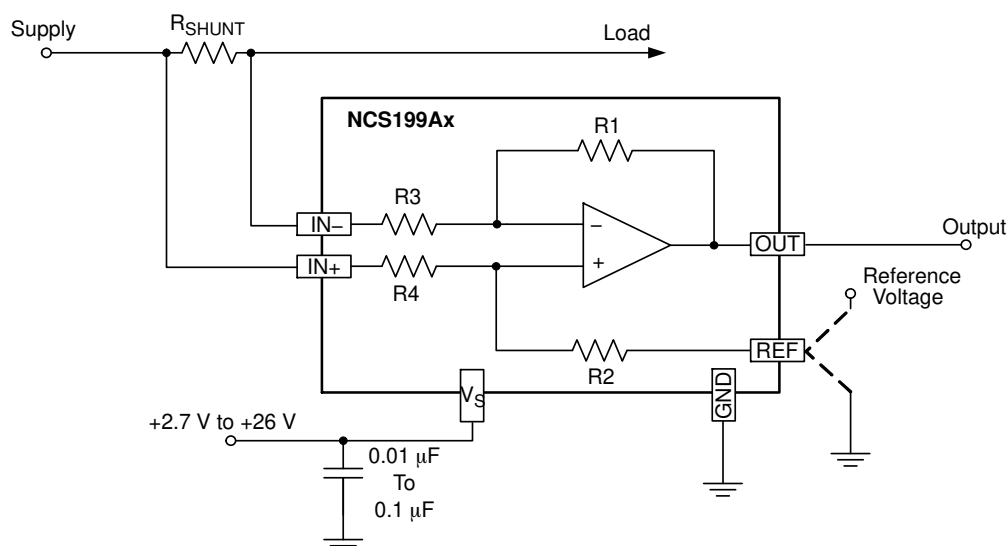 Supply
RSHUNT
Load
NCS199Ax
R1
R3
IN−
−
OUT
Output
IN+
+
R4
Reference
Voltage
REF
R2
VS
GND
+2.7 V to +26 V
0.01 μF
To
0.1 μF